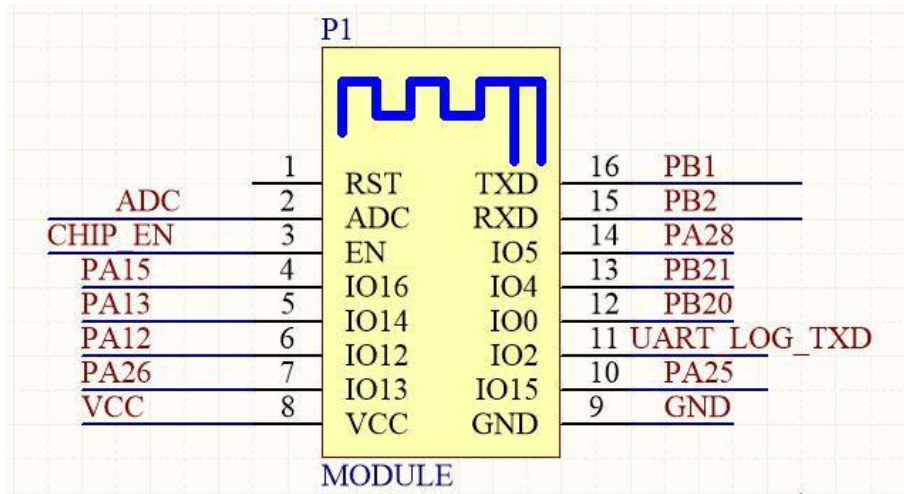 P1
1 RST TXD 16 PB1
ADC 2 ADC RXD 15 PB2
CHIP_EN 3 EN IO5 14 PA28
PA15 4 IO16 IO4 13 PB21
PA13 5 IO14 IO0 12 PB20
PA12 6 IO12 IO2 11 UART_LOG_TXD
PA26 7 IO13 IO15 10 PA25
VCC 8 VCC GND 9 GND
MODULE